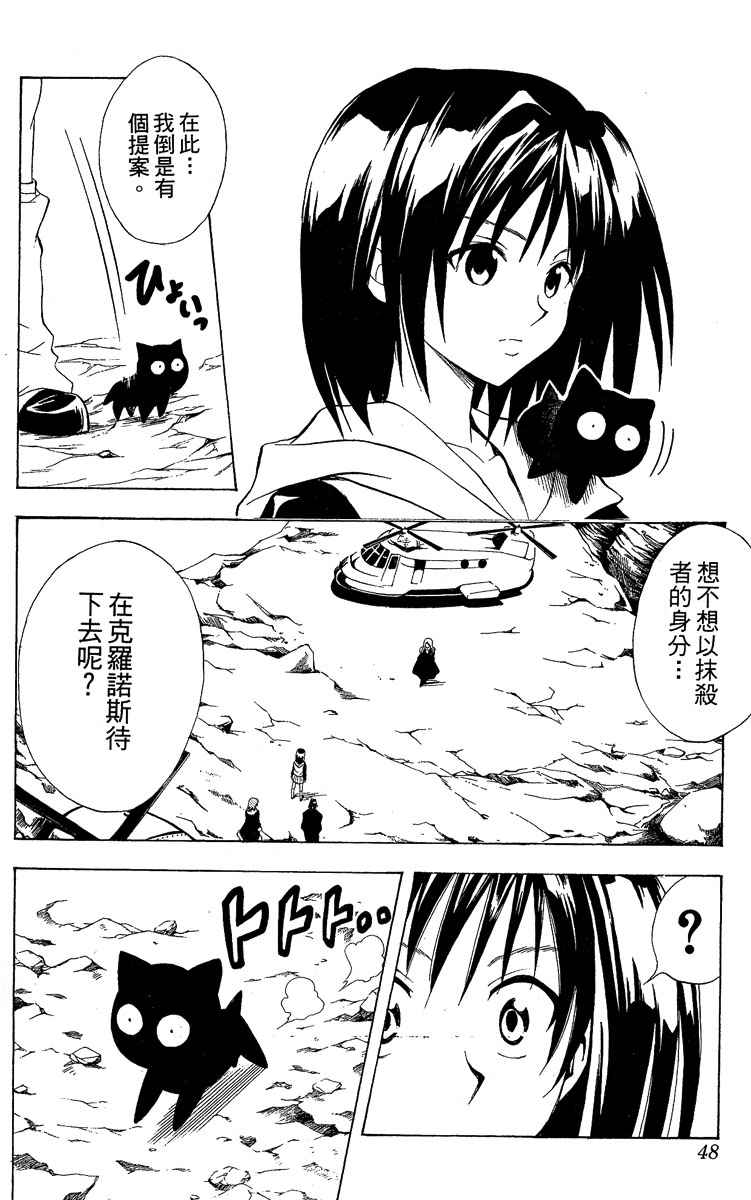 在此…
我倒是有
個提案。
ひょいっ
想不想以抹殺
者的身分…
在克羅諾斯待
下去呢?
?
トトト..
48